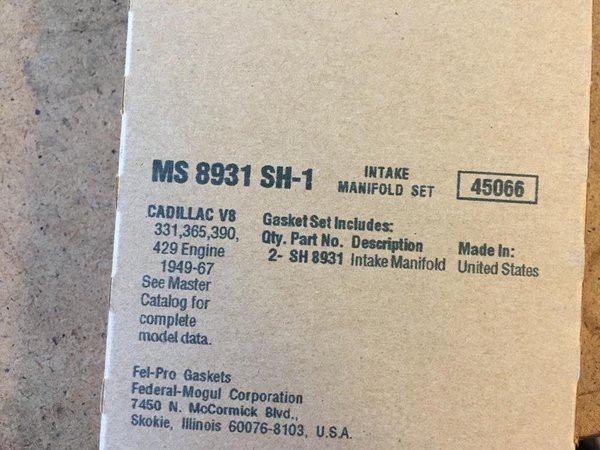 MS 8931 SH-1
INTAKE
MANIFOLD SET
45066
CADILLAC V8
331,365,390,
429 Engine
1949-67
See Master
Catalog for
complete
model data.
Gasket Set Includes:
Qty. Part No. Description
2- SH 8931 Intake Manifold
Made In:
United States
Fel-Pro Gaskets
Federal-Mogul Corporation
7450 N. McCormick Blvd.,
Skokie, Illinois 60076-8103, U.S.A.